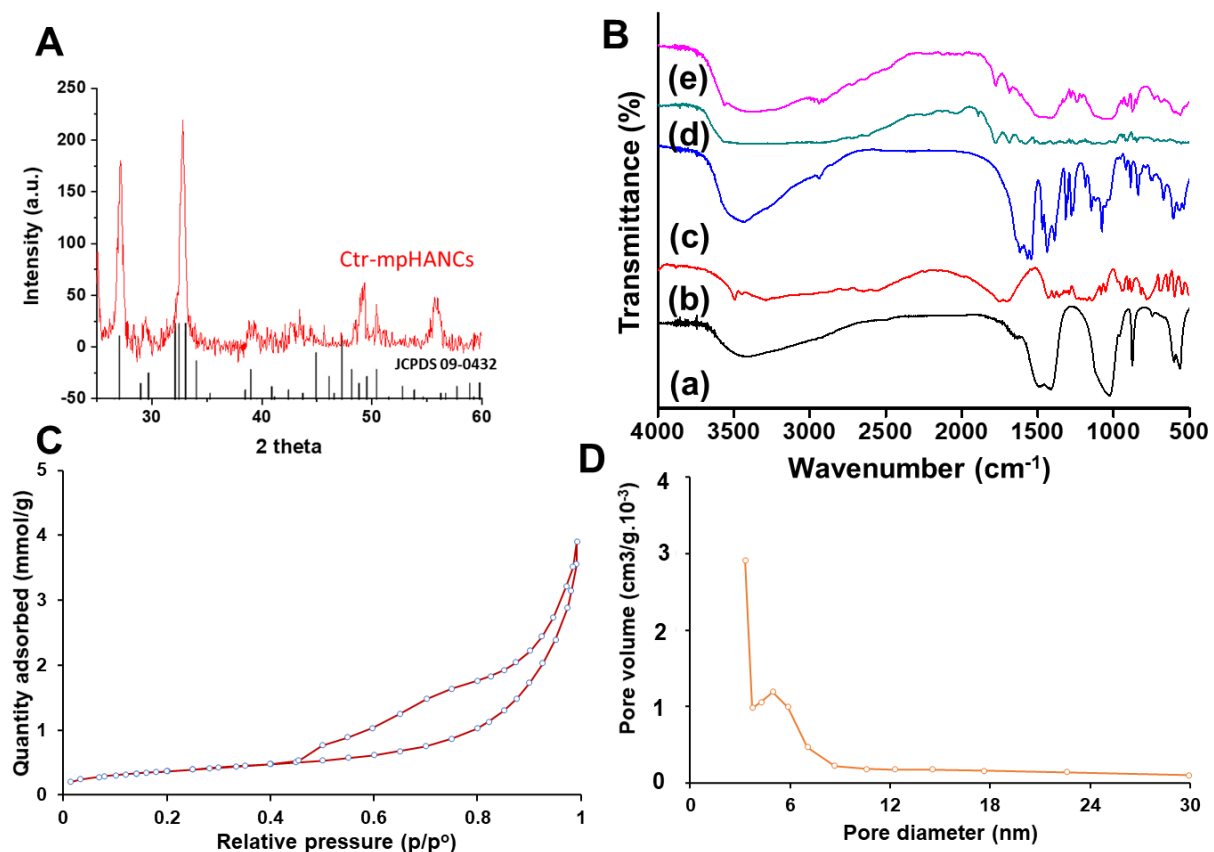 A
Intensity (a.u.)
250
200
150
100
50
0
-50
Ctr-mpHANCs
JCPDS 09-0432
30
40
50
60
2 theta
B
Transmittance (%)
(e)
(d)
(c)
(b)
(a)
4000 3500 3000 2500 2000 1500 1000 500
Wavenumber (cm-1)
C
Quantity adsorbed (mmol/g)
5
4
3
2
1
0
0 0.2 0.4 0.6 0.8 1
Relative pressure (p/po)
D
Pore volume (cm3/g.10-3)
4
3
2
1
0
0 6 12 18 24 30
Pore diameter (nm)